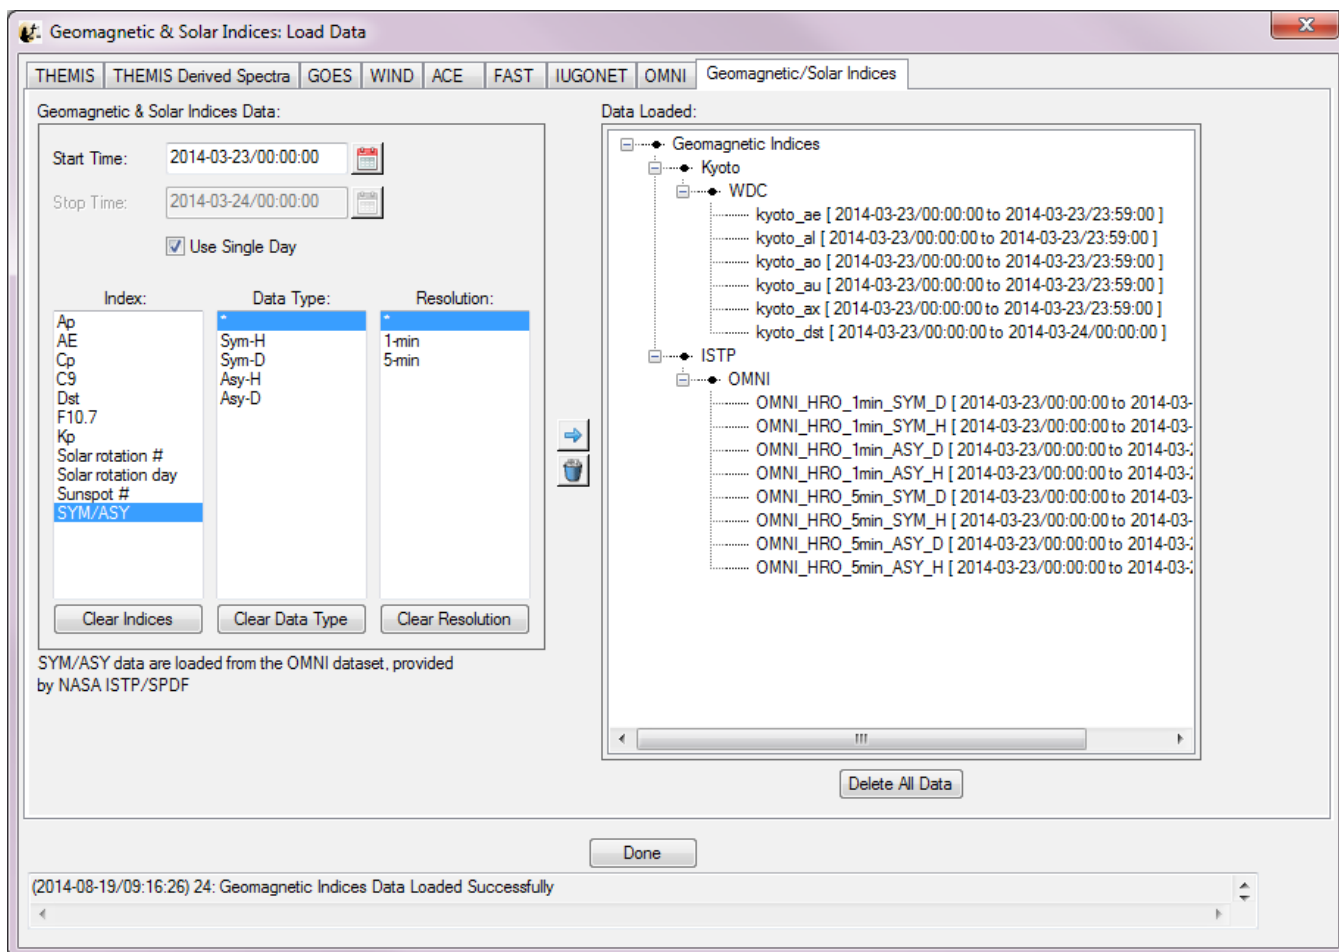 Geomagnetic & Solar Indices: Load Data
THEMIS THEMIS Derived Spectra GOES WIND ACE FAST IUGONET OMNI Geomagnetic/Solar Indices
Geomagnetic & Solar Indices Data:
Start Time: 2014-03-23/00:00:00
Stop Time: 2014-03-24/00:00:00
Use Single Day
Index: Data Type: Resolution:
Ap
AE
Cp
C9
Dst
F10.7
Kp
Solar rotation #
Solar rotation day
Sunspot #
SYM/ASY
*
Sym-H
Sym-D
Asy-H
Asy-D
*
1-min
5-min
Clear Indices Clear Data Type Clear Resolution
SYM/ASY data are loaded from the OMNI dataset, provided
by NASA ISTP/SPDF
Data Loaded:
Geomagnetic Indices
Kyoto
WDC
kyoto_ae [ 2014-03-23/00:00:00 to 2014-03-23/23:59:00 ]
kyoto_al [ 2014-03-23/00:00:00 to 2014-03-23/23:59:00 ]
kyoto_ao [ 2014-03-23/00:00:00 to 2014-03-23/23:59:00 ]
kyoto_au [ 2014-03-23/00:00:00 to 2014-03-23/23:59:00 ]
kyoto_ax [ 2014-03-23/00:00:00 to 2014-03-23/23:59:00 ]
kyoto_dst [ 2014-03-23/00:00:00 to 2014-03-24/00:00:00 ]
ISTP
OMNI
OMNI_HRO_1min_SYM_D [ 2014-03-23/00:00:00 to 2014-03-
OMNI_HRO_1min_SYM_H [ 2014-03-23/00:00:00 to 2014-03-
OMNI_HRO_1min_ASY_D [ 2014-03-23/00:00:00 to 2014-03-
OMNI_HRO_1min_ASY_H [ 2014-03-23/00:00:00 to 2014-03-
OMNI_HRO_5min_SYM_D [ 2014-03-23/00:00:00 to 2014-03-
OMNI_HRO_5min_SYM_H [ 2014-03-23/00:00:00 to 2014-03-
OMNI_HRO_5min_ASY_D [ 2014-03-23/00:00:00 to 2014-03-
OMNI_HRO_5min_ASY_H [ 2014-03-23/00:00:00 to 2014-03-
Delete All Data
Done
(2014-08-19/09:16:26) 24: Geomagnetic Indices Data Loaded Successfully